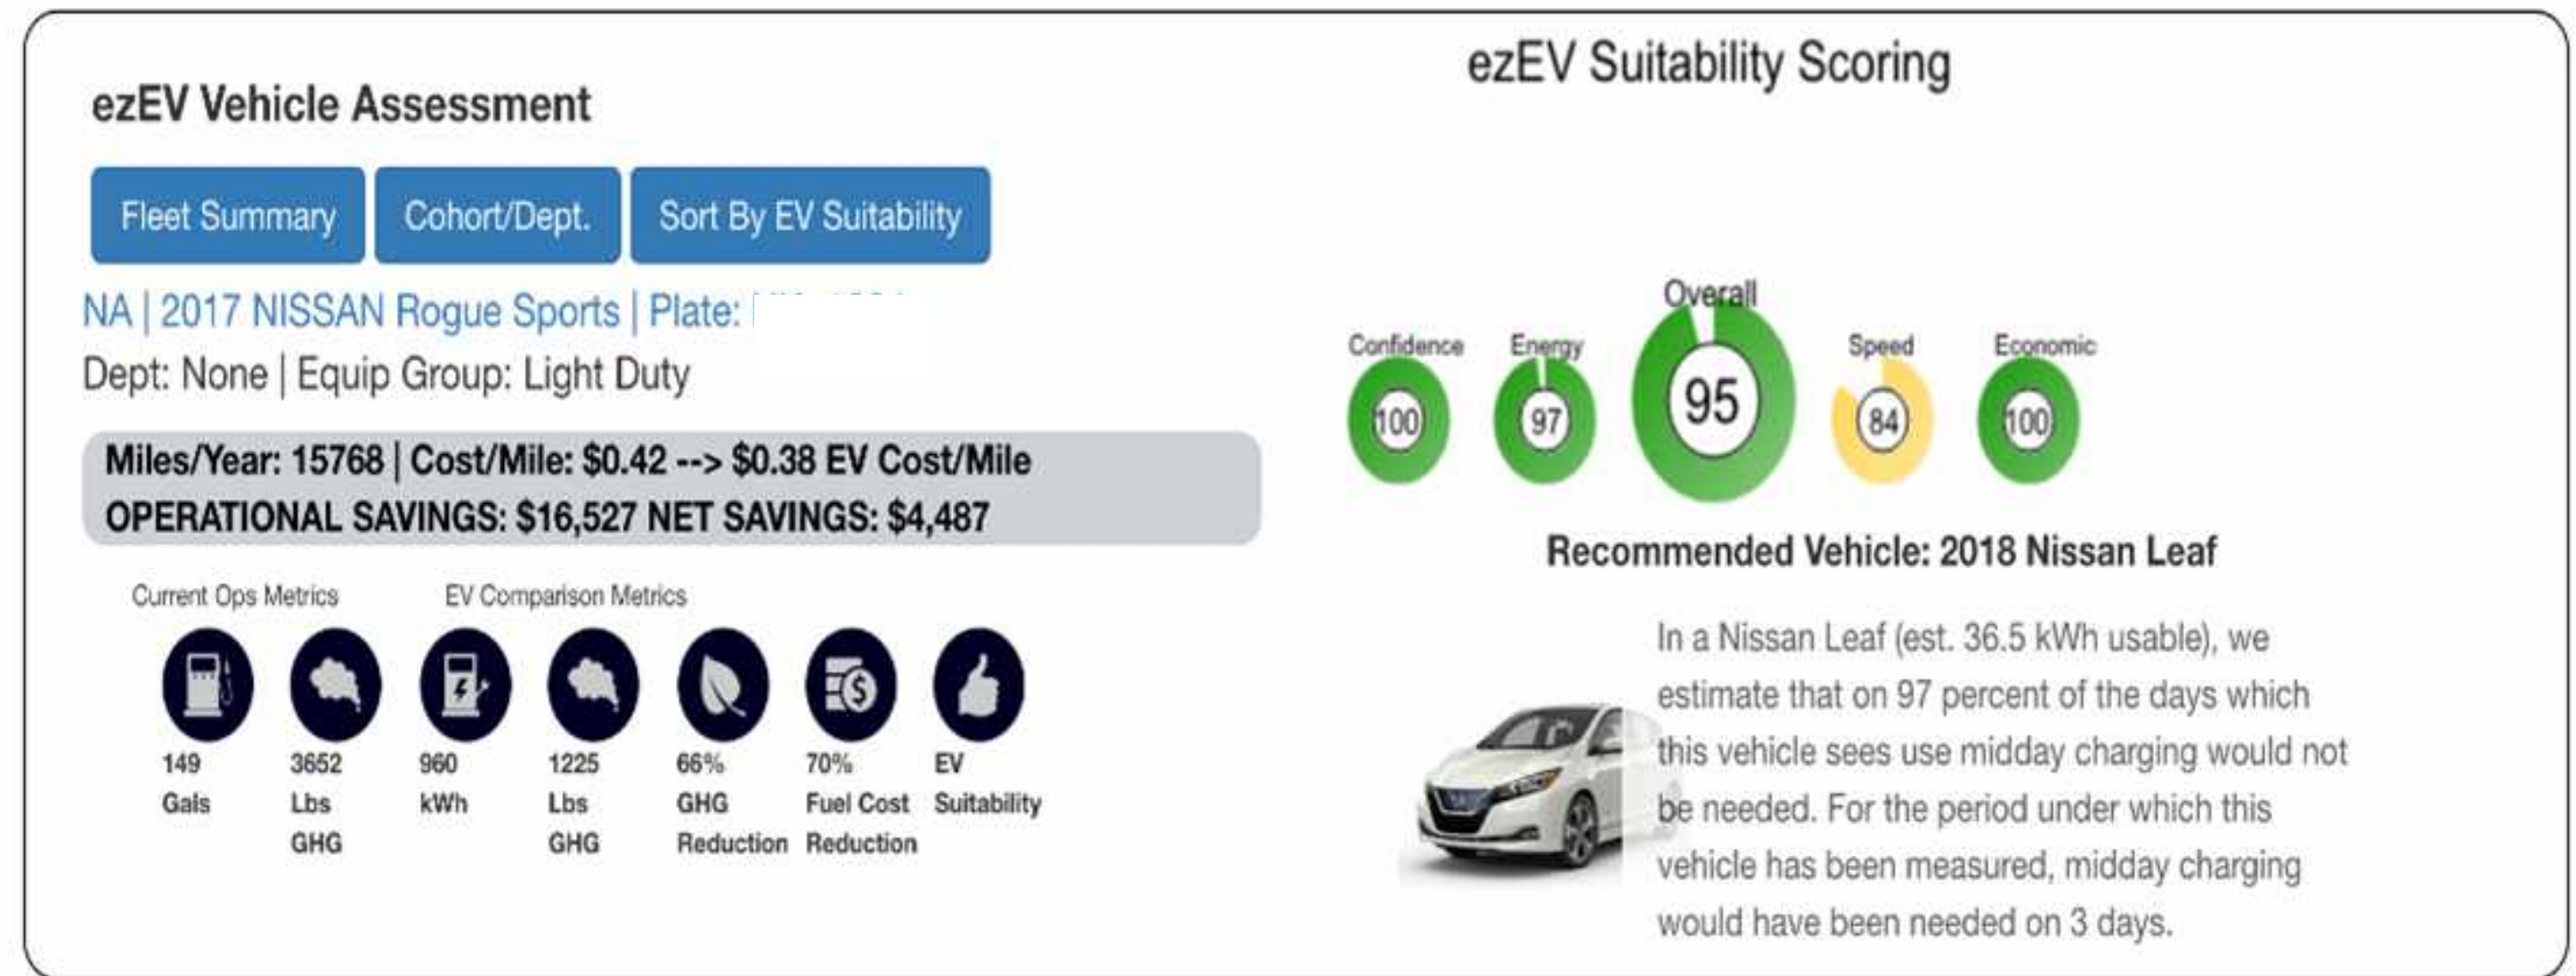 ezEV Vehicle Assessment
Fleet Summary
Cohort/Dept.
Sort By EV Suitability
NA | 2017 NISSAN Rogue Sports | Plate:
Dept: None | Equip Group: Light Duty
Miles/Year: 15768 | Cost/Mile: $0.42 --> $0.38 EV Cost/Mile
OPERATIONAL SAVINGS: $16,527 NET SAVINGS: $4,487
Current Ops Metrics
EV Comparison Metrics
149
Gals
3652
Lbs
GHG
960
kWh
1225
Lbs
GHG
66%
GHG
Reduction
70%
Fuel Cost
Reduction
EV
Suitability
ezEV Suitability Scoring
Confidence
100
Energy
97
Overall
95
Speed
84
Economic
100
Recommended Vehicle: 2018 Nissan Leaf
In a Nissan Leaf (est. 36.5 kWh usable), we
estimate that on 97 percent of the days which
this vehicle sees use midday charging would not
be needed. For the period under which this
vehicle has been measured, midday charging
would have been needed on 3 days.